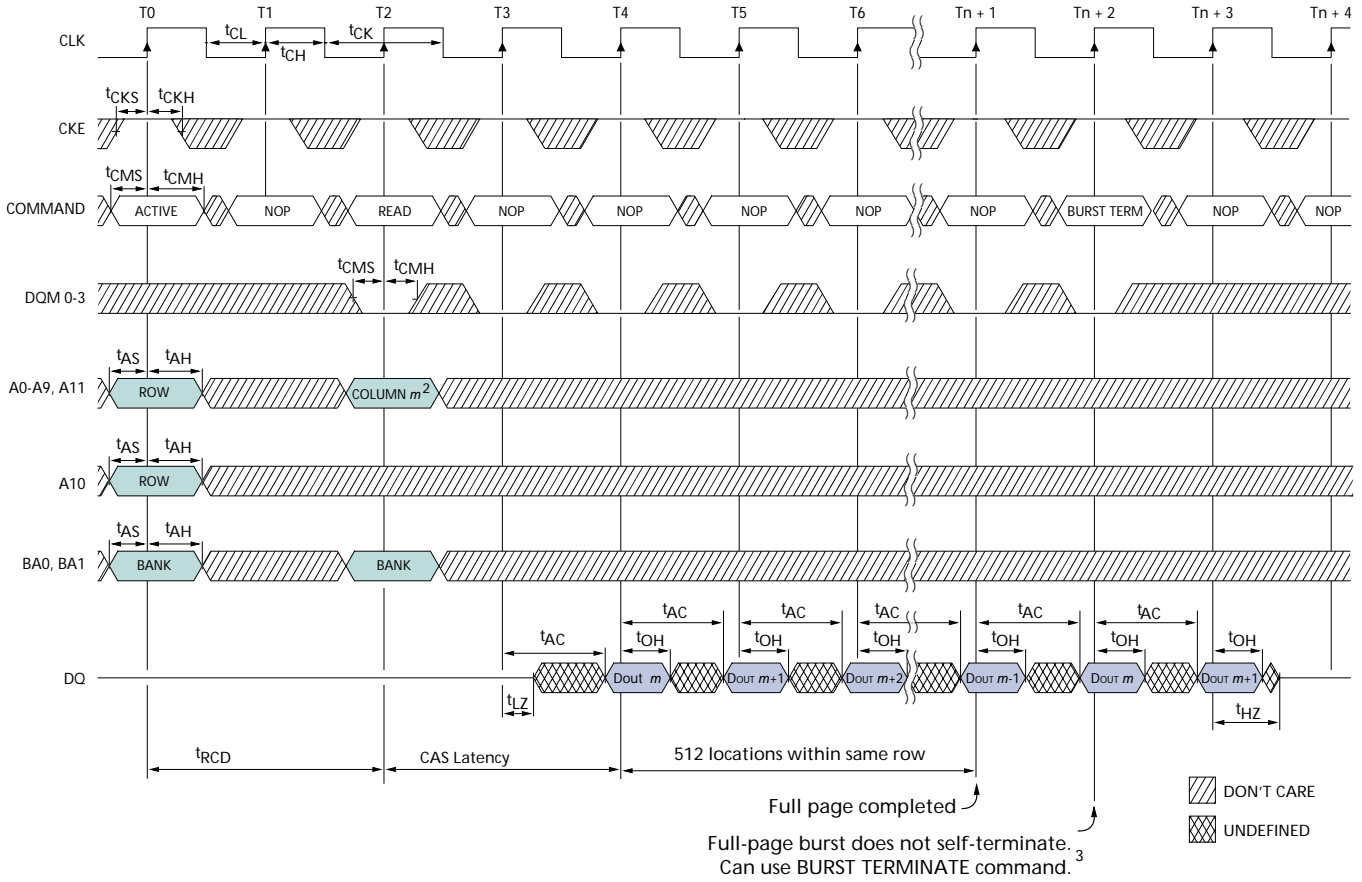 T0 T1 T2 T3 T4 T5 T6 Tn + 1 Tn + 2 Tn + 3 Tn + 4
CLK tCL tCH tCK
tCKS tCKH
CKE
tCMS tCMH
COMMAND ACTIVE NOP READ NOP NOP NOP NOP NOP BURST TERM NOP NOP
tCMS tCMH
DQM 0-3
tAS tAH
A0-A9, A11 ROW COLUMN m2
tAS tAH
A10 ROW
tAS tAH
BA0, BA1 BANK BANK
tAC tAC tAC tAC tAC tAC
tOH tOH tOH tOH tOH tOH
DQ Dout m DOUT m+1 DOUT m+2 DOUT m-1 DOUT m DOUT m+1
tLZ tHZ
tRCD CAS Latency 512 locations within same row
Full page completed
Full-page burst does not self-terminate.
Can use BURST TERMINATE command. 3
DON'T CARE
UNDEFINED